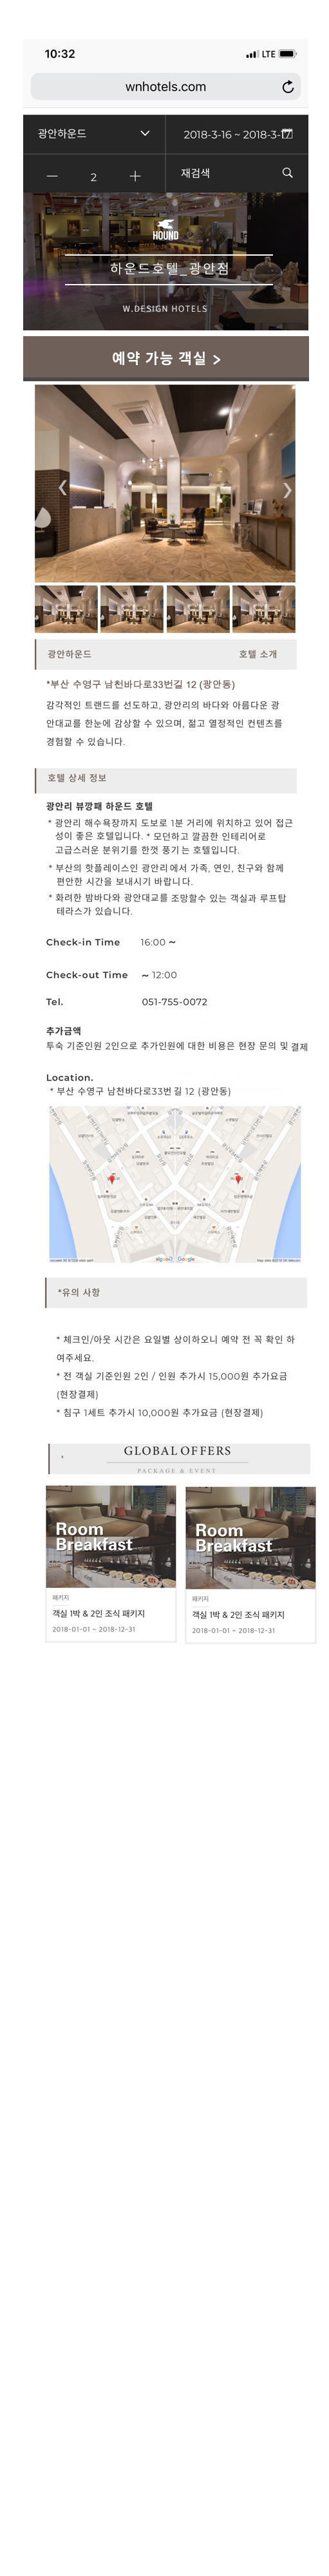 10:32
LTE
wnhotels.com
광안하운드
2018-3-16 ~ 2018-3-17
2
재검색
HOUND
하운드호텔_광안점
W.DESIGN HOTELS
예약 가능 객실 >
광안하운드
호텔 소개
*부산 수영구 남천바다로33번길 12 (광안동)
감각적인 트랜드를 선도하고, 광안리의 바다와 아름다운 광
안대교를 한눈에 감상할 수 있으며, 젊고 열정적인 컨텐츠를
경험할 수 있습니다.
호텔 상세 정보
광안리 뷰깡패 하운드 호텔
* 광안리 해수욕장까지 도보로 1분 거리에 위치하고 있어 접근
성이 좋은 호텔입니다. * 모던하고 깔끔한 인테리어로
고급스러운 분위기를 한껏 풍기는 호텔입니다.
* 부산의 핫플레이스인 광안리에서 가족, 연인, 친구와 함께
편안한 시간을 보내시기 바랍니다.
* 화려한 밤바다와 광안대교를 조망할수 있는 객실과 루프탑
테라스가 있습니다.
Check-in Time 16:00 ~
Check-out Time ~ 12:00
Tel. 051-755-0072
추가금액
투숙 기준인원 2인으로 추가인원에 대한 비용은 현장 문의 및 결제
Location.
* 부산 수영구 남천바다로33번 길 12 (광안동)
Google
*유의 사항
* 체크인/아웃 시간은 요일별 상이하오니 예약 전 꼭 확인 하
여주세요.
* 전 객실 기준인원 2인 / 인원 추가시 15,000원 추가요금
(현장결제)
* 침구 1세트 추가시 10,000원 추가요금 (현장결제)
GLOBAL OFFERS
PACKAGE & EVENT
Room
Breakfast
패키지
객실 1박 & 2인 조식 패키지
2018-01-01 ~ 2018-12-31
Room
Breakfast
패키지
객실 1박 & 2인 조식 패키지
2018-01-01 ~ 2018-12-31